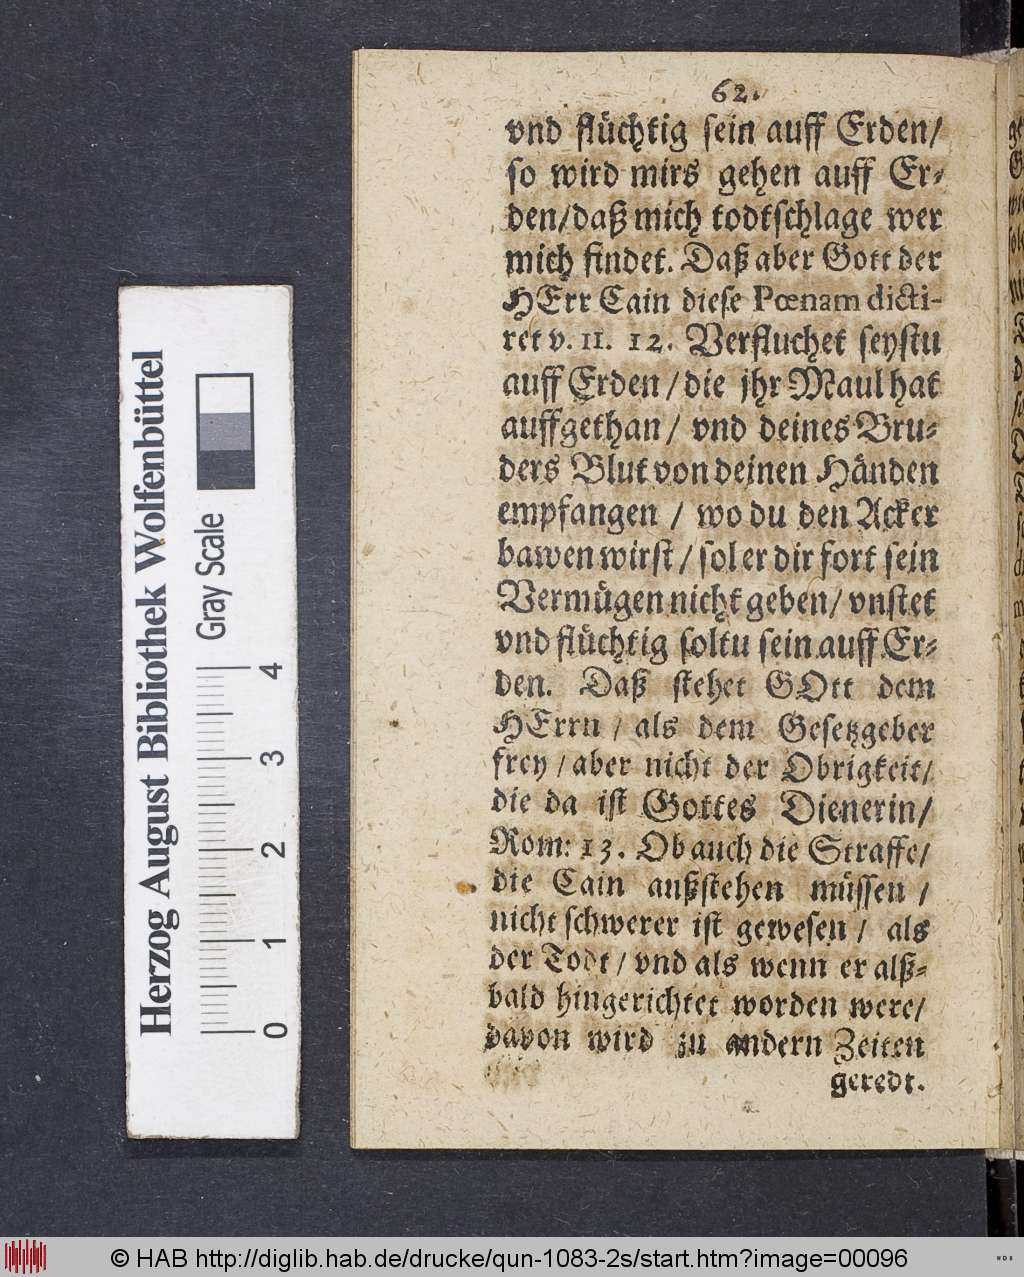 62.
vnd flüchtig sein auff Erden/
so wird mirs gehen auff Er-
den/daß mich todtschlage wer
mich findet. Daß aber Gott der
HErr Cain diese Pœnam dicti-
ret v. 11. 12. Verfluchet seystu
auff Erden/die jhr Maul hat
auffgethan/ vnd deines Bru-
ders Blut von deinen Händen
empfangen / wo du den Acker
bawen wirst/ sol er dir fort sein
Vermügen nicht geben/ vnstet
vnd flüchtig soltu sein auff Er-
den. Daß stehet GOtt dem
HErrn / als dem Gesetzgeber
frey / aber nicht der Obrigkeit/
die da ist Gottes Dienerin/
Rom: 13. Ob auch die Straffe/
die Cain außstehen müssen /
nicht schwerer ist gewesen / als
der Todt/ vnd als wenn er alß-
bald hingerichtet worden were/
davon wird zu andern Zeiten
geredt.
Herzog August Bibliothek Wolfenbüttel
Gray Scale
0 1 2 3 4
© HAB http://diglib.hab.de/drucke/qun-1083-2s/start.htm?image=00096